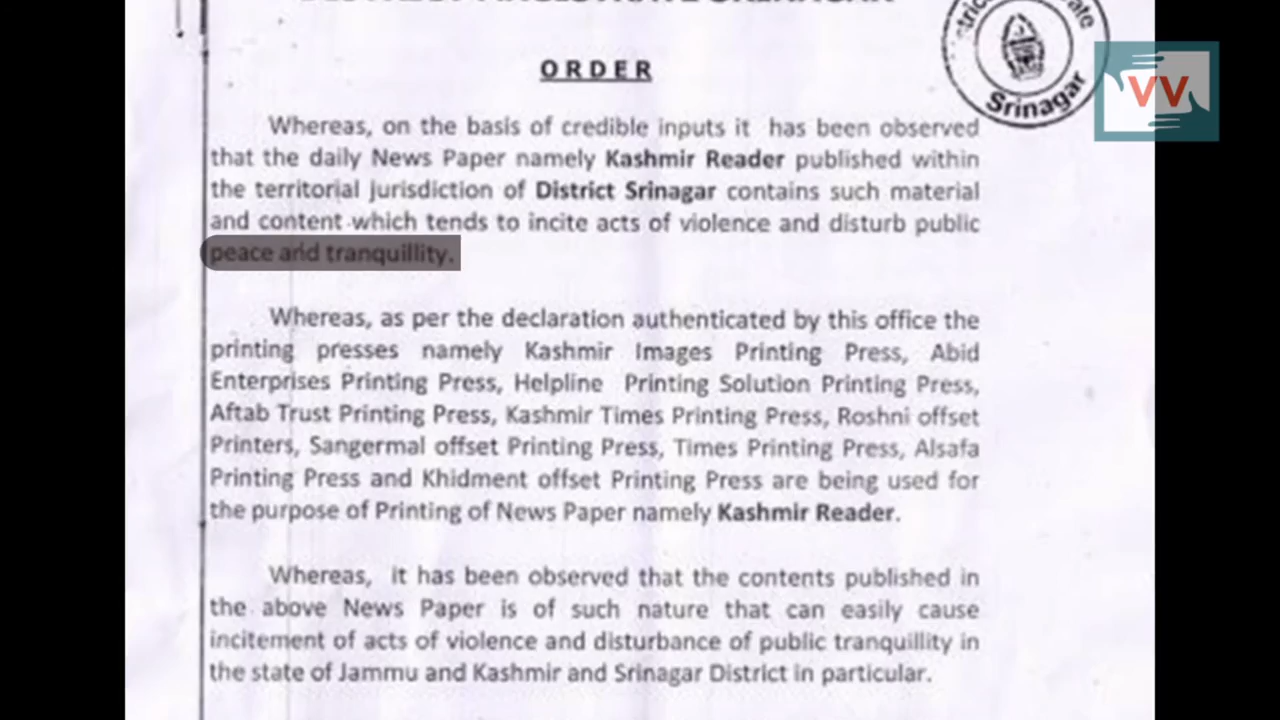 ORDER
Srinagar
VV
Whereas, on the basis of credible inputs it has been observed
that the daily News Paper namely Kashmir Reader published within
the territorial jurisdiction of District Srinagar contains such material
and content which tends to incite acts of violence and disturb public
peace and tranquillity.
Whereas, as per the declaration authenticated by this office the
printing presses namely Kashmir Images Printing Press, Abid
Enterprises Printing Press, Helpline Printing Solution Printing Press,
Aftab Trust Printing Press, Kashmir Times Printing Press, Roshni offset
Printers, Sangermal offset Printing Press, Times Printing Press, Alsafa
Printing Press and Khidment offset Printing Press are being used for
the purpose of Printing of News Paper namely Kashmir Reader.
Whereas, it has been observed that the contents published in
the above News Paper is of such nature that can easily cause
incitement of acts of violence and disturbance of public tranquillity in
the state of Jammu and Kashmir and Srinagar District in particular.